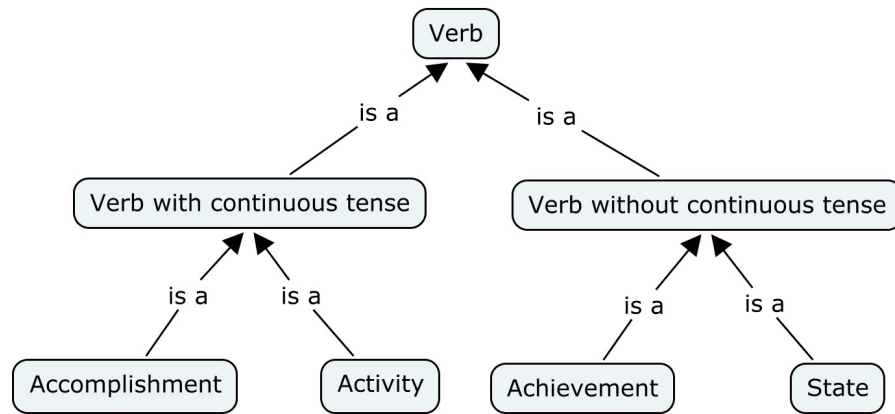 Verb
is a
is a
Verb with continuous tense
Verb without continuous tense
is a
is a
is a
is a
Accomplishment
Activity
Achievement
State